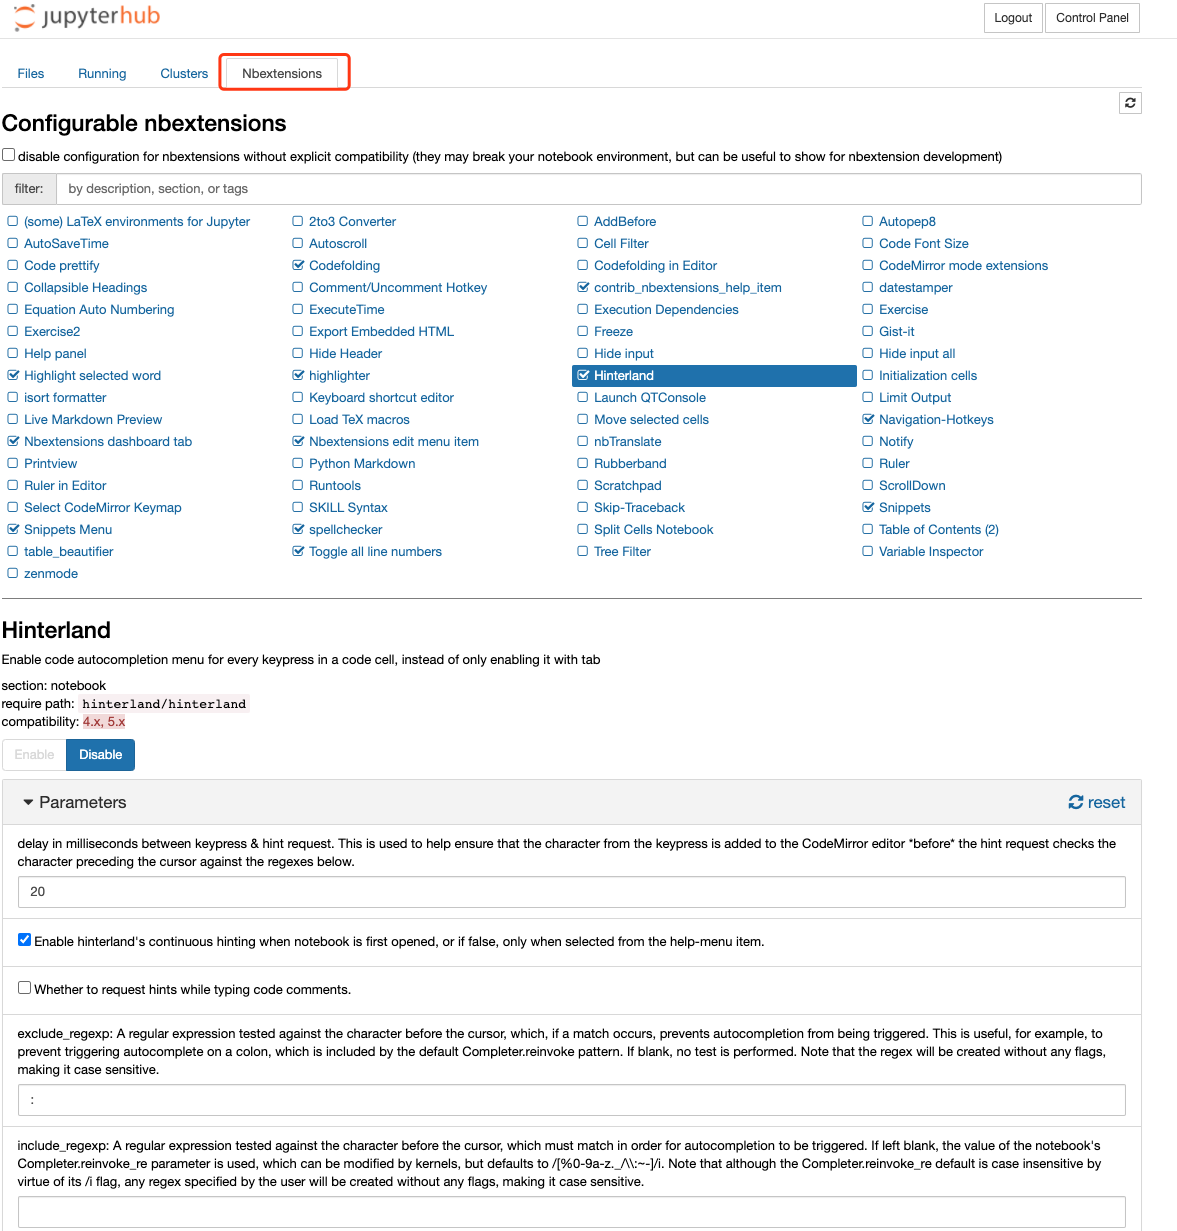 jupyterhub
Logout
Control Panel
Files
Running
Clusters
Nbextensions
Configurable nbextensions
disable configuration for nbextensions without explicit compatibility (they may break your notebook environment, but can be useful to show for nbextension development)
filter:
by description, section, or tags
(some) LaTeX environments for Jupyter
2to3 Converter
AddBefore
Autopep8
AutoSaveTime
Autoscroll
Cell Filter
Code Font Size
Code prettify
Codefolding
Codefolding in Editor
CodeMirror mode extensions
Collapsible Headings
Comment/Uncomment Hotkey
contrib_nbextensions_help_item
datestamper
Equation Auto Numbering
ExecuteTime
Execution Dependencies
Exercise
Exercise2
Export Embedded HTML
Freeze
Gist-it
Help panel
Hide Header
Hide input
Hide input all
Highlight selected word
highlighter
Hinterland
Initialization cells
isort formatter
Keyboard shortcut editor
Launch QTConsole
Limit Output
Live Markdown Preview
Load TeX macros
Move selected cells
Navigation-Hotkeys
Nbextensions dashboard tab
Nbextensions edit menu item
nbTranslate
Notify
Printview
Python Markdown
Rubberband
Ruler
Ruler in Editor
Runtools
Scratchpad
ScrollDown
Select CodeMirror Keymap
SKILL Syntax
Skip-Traceback
Snippets
Snippets Menu
spellchecker
Split Cells Notebook
Table of Contents (2)
table_beautifier
Toggle all line numbers
Tree Filter
Variable Inspector
zenmode
Hinterland
Enable code autocompletion menu for every keypress in a code cell, instead of only enabling it with tab
section: notebook
require path: hinterland/hinterland
compatibility: 4.x, 5.x
Enable
Disable
Parameters
reset
delay in milliseconds between keypress & hint request. This is used to help ensure that the character from the keypress is added to the CodeMirror editor *before* the hint request checks the
character preceding the cursor against the regexes below.
20
Enable hinterland's continuous hinting when notebook is first opened, or if false, only when selected from the help-menu item.
Whether to request hints while typing code comments.
exclude_regexp: A regular expression tested against the character before the cursor, which, if a match occurs, prevents autocompletion from being triggered. This is useful, for example, to
prevent triggering autocomplete on a colon, which is included by the default Completer.reinvoke pattern. If blank, no test is performed. Note that the regex will be created without any flags,
making it case sensitive.
:
include_regexp: A regular expression tested against the character before the cursor, which must match in order for autocompletion to be triggered. If left blank, the value of the notebook's
Completer.reinvoke_re parameter is used, which can be modified by kernels, but defaults to /[%0-9a-z._/\\:~-]/i. Note that although the Completer.reinvoke_re default is case insensitive by
virtue of its /i flag, any regex specified by the user will be created without any flags, making it case sensitive.